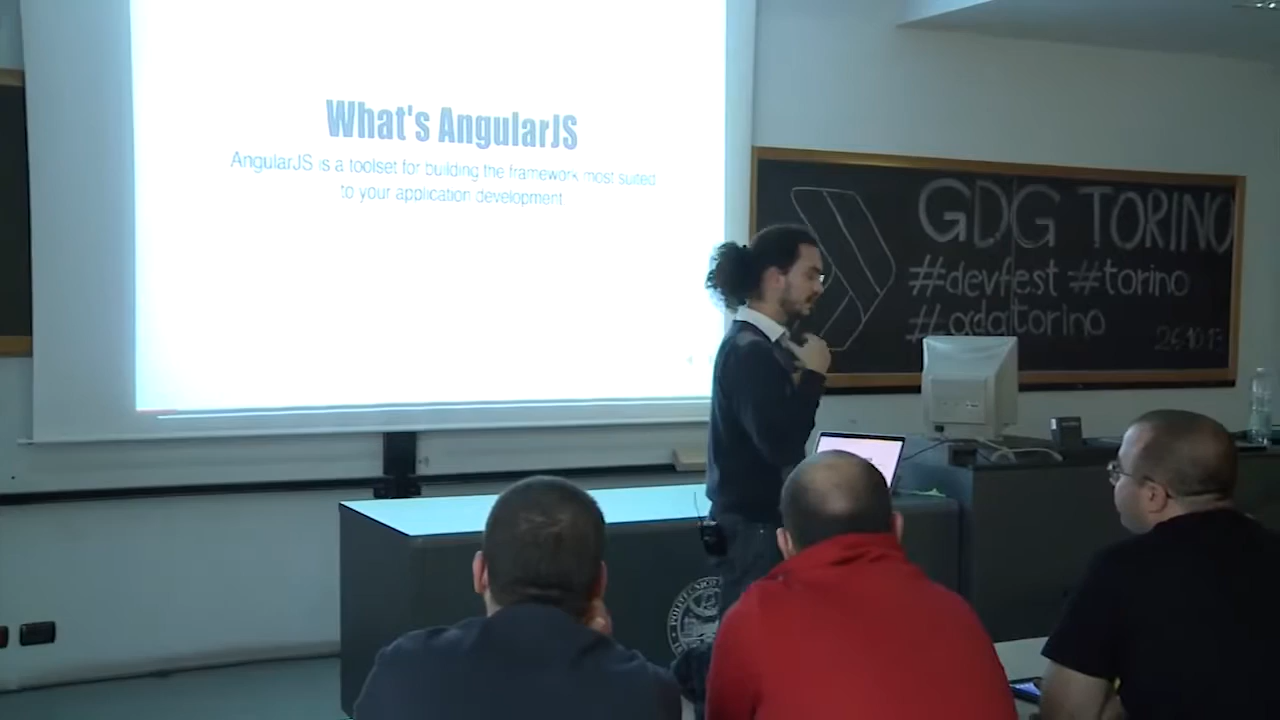 What's AngularJS
AngularJS is a toolset for building the framework most suited
to your application development
GDG TORINO
#devfest #torino
#gdgtorino
POLITECNICO